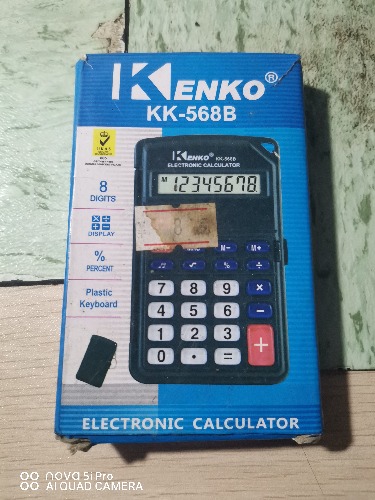 KENKO®
KK-568B
KENKO KK-568B
ELECTRONIC CALCULATOR
M 12345678.
8
DIGITS
DISPLAY
%
PERCENT
Plastic
Keyboard
M- M+
√ % ÷
7 8 9 ×
4 5 6 −
1 2 3 +
0 · =
ELECTRONIC CALCULATOR
nova 5i Pro
AI QUAD CAMERA